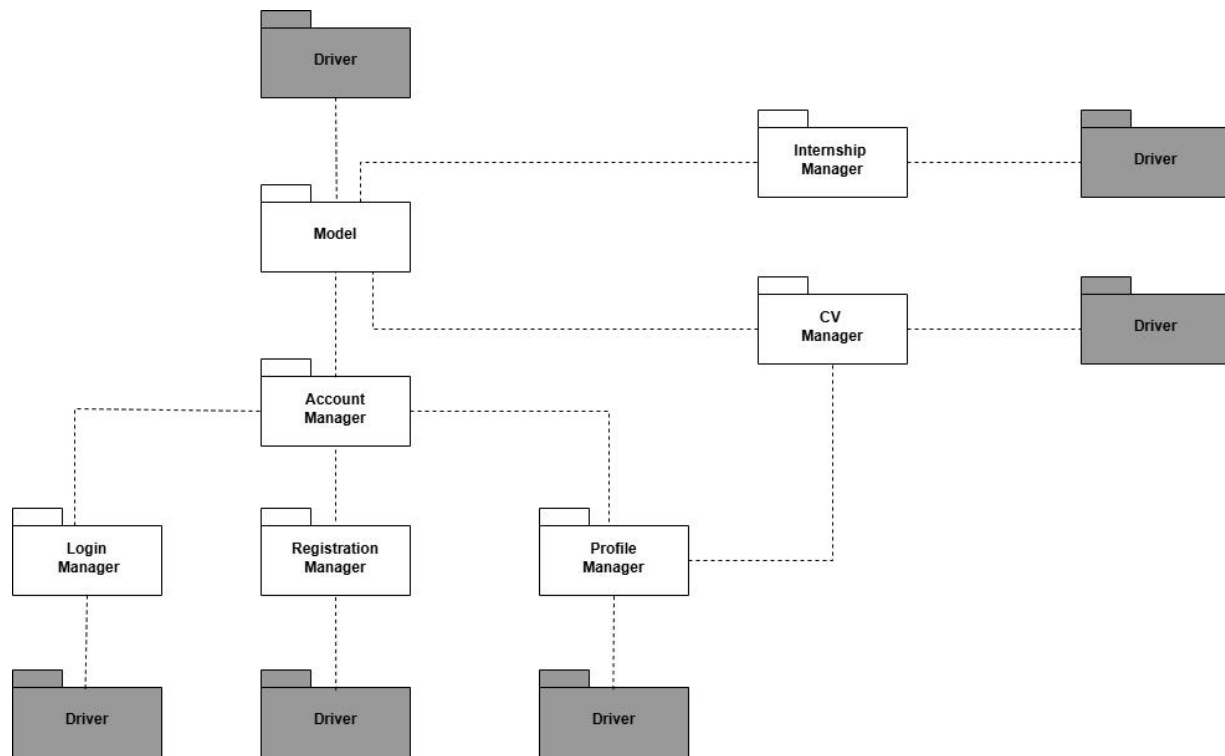 Driver
Internship
Manager
Driver
Model
CV
Manager
Driver
Account
Manager
Login
Manager
Registration
Manager
Profile
Manager
Driver
Driver
Driver